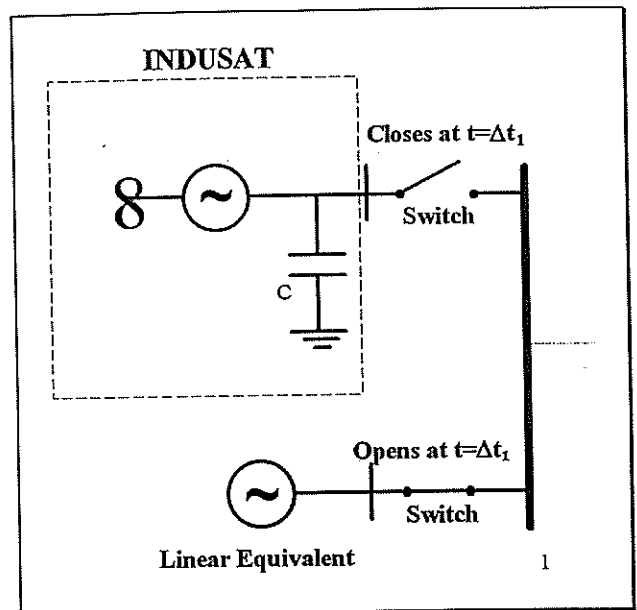 INDUSAT
Closes at t=Δt₁
Switch
C
Opens at t=Δt₁
Switch
Linear Equivalent
1